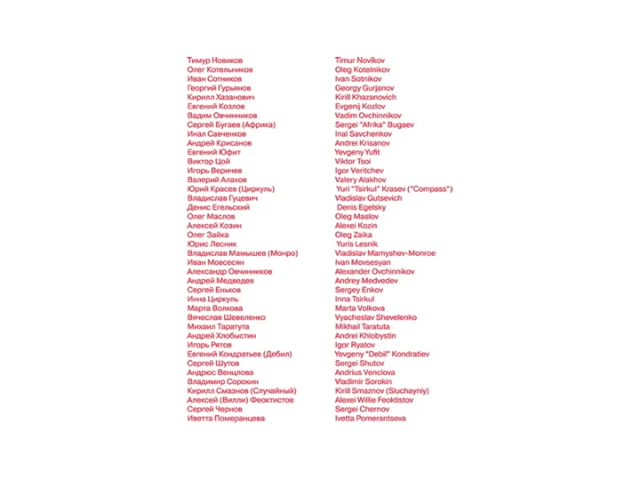 Тимур Новиков Timur Novikov
Олег Котельников Oleg Kotelnikov
Иван Сотников Ivan Sotnikov
Георгий Гурьянов Georgy Gurjanov
Кирилл Хазанович Kirill Khazanovich
Евгений Козлов Evgenij Kozlov
Вадим Овчинников Vadim Ovchinnikov
Сергей Бугаев (Африка) Sergei "Afrika" Bugaev
Инал Савченков Inal Savchenkov
Андрей Крисанов Andrei Krisanov
Евгений Юфит Yevgeny Yufit
Виктор Цой Viktor Tsoi
Игорь Веричев Igor Veritchev
Валерий Алахов Valery Alakhov
Юрий Красев (Циркуль) Yuri "Tsirkul" Krasev ("Compass")
Владислав Гуцевич Vladislav Gutsevich
Денис Егельский Denis Egelsky
Олег Маслов Oleg Maslov
Алексей Козин Alexei Kozin
Олег Зайка Oleg Zaika
Юрис Лесник Yuris Lesnik
Владислав Мамышев (Монро) Vladislav Mamyshev-Monroe
Иван Мовсесян Ivan Movsesyan
Александр Овчинников Alexander Ovchinnikov
Андрей Медведев Andrey Medvedev
Сергей Еньков Sergey Enkov
Инна Циркуль Inna Tsirkul
Марта Волкова Marta Volkova
Вячеслав Шевеленко Vyacheslav Shevelenko
Михаил Таратута Mikhail Taratuta
Андрей Хлобыстин Andrei Khlobystin
Игорь Рятов Igor Ryatov
Евгений Кондратьев (Дебил) Yevgeny "Debil" Kondratiev
Сергей Шутов Sergei Shutov
Андрюс Венцлова Andrius Venclova
Владимир Сорокин Vladimir Sorokin
Кирилл Смазнов (Случайный) Kirill Smaznov (Sluchayniy)
Алексей (Вилли) Феоктистов Alexei Willie Feoktistov
Сергей Чернов Sergei Chernov
Иветта Померанцева Ivetta Pomerantseva